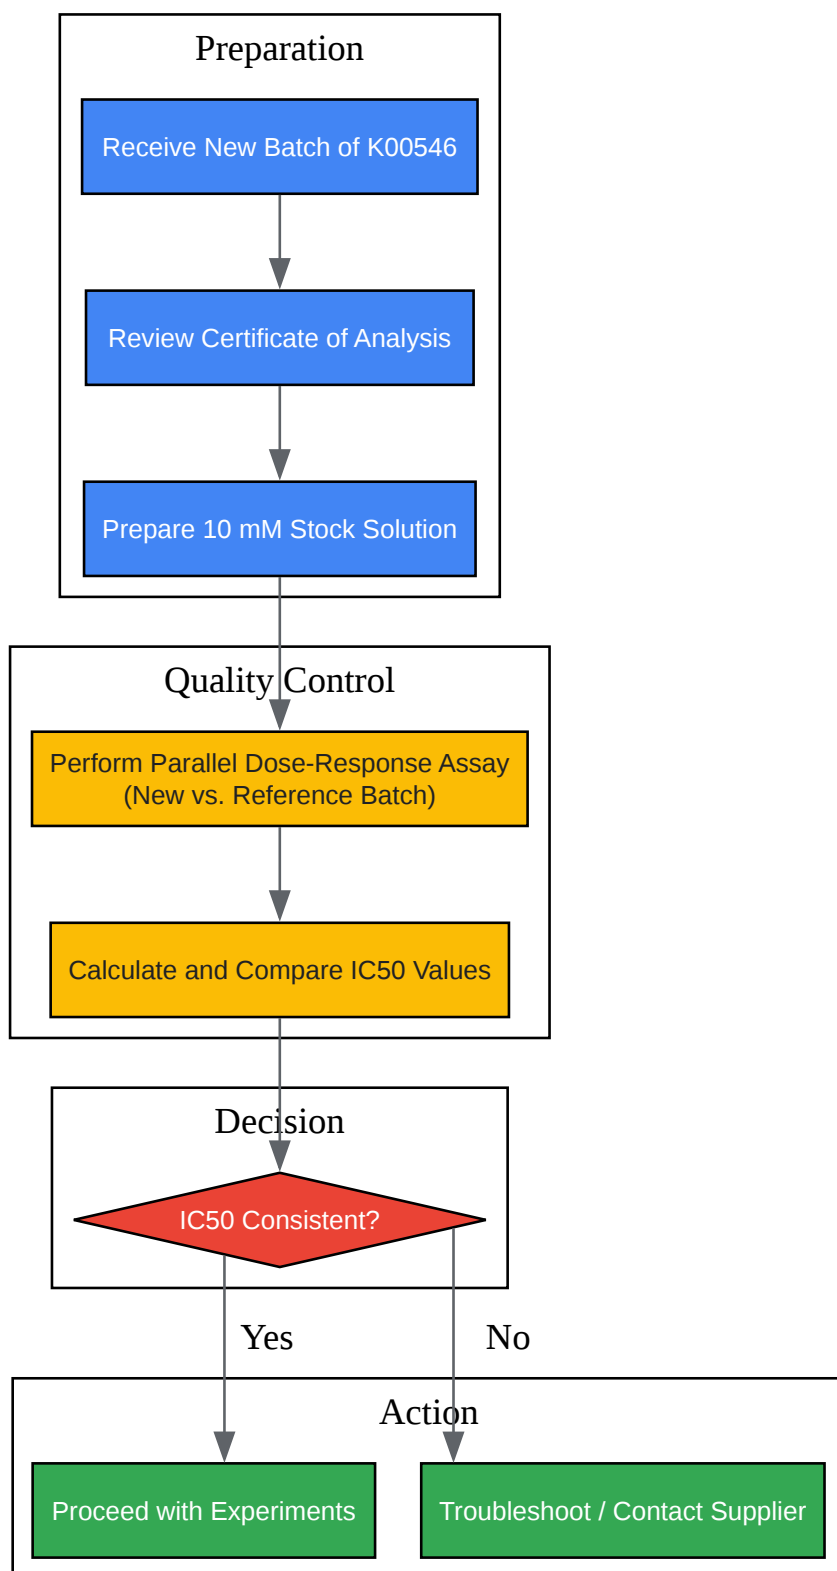 Preparation
Receive New Batch of K00546
Review Certificate of Analysis
Prepare 10 mM Stock Solution
Quality Control
Perform Parallel Dose-Response Assay
(New vs. Reference Batch)
Calculate and Compare IC50 Values
Decision
IC50 Consistent?
Yes
No
Action
Proceed with Experiments
Troubleshoot / Contact Supplier